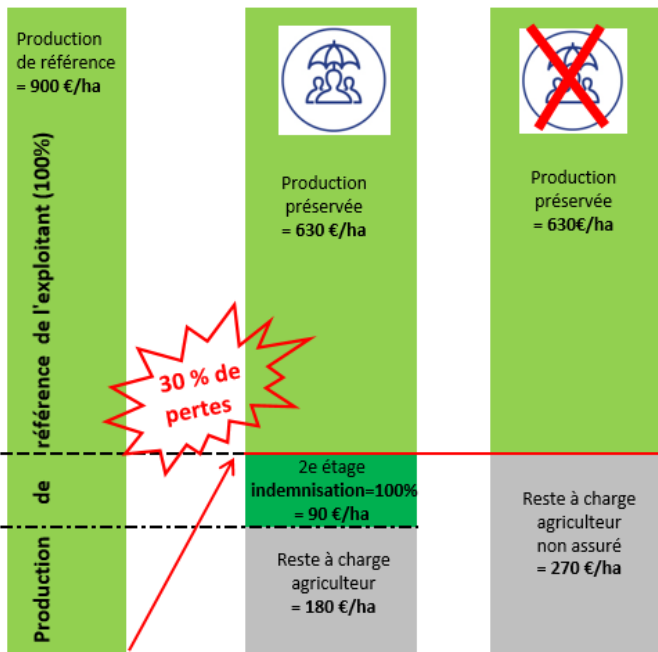 Production
de référence
= 900 €/ha
Production de référence de l'exploitant (100%)
30 % de
pertes
Production
préservée
= 630 €/ha
2e étage
indemnisation=100%
= 90 €/ha
Reste à charge
agriculteur
= 180 €/ha
Production
préservée
= 630€/ha
Reste à charge
agriculteur
non assuré
= 270 €/ha